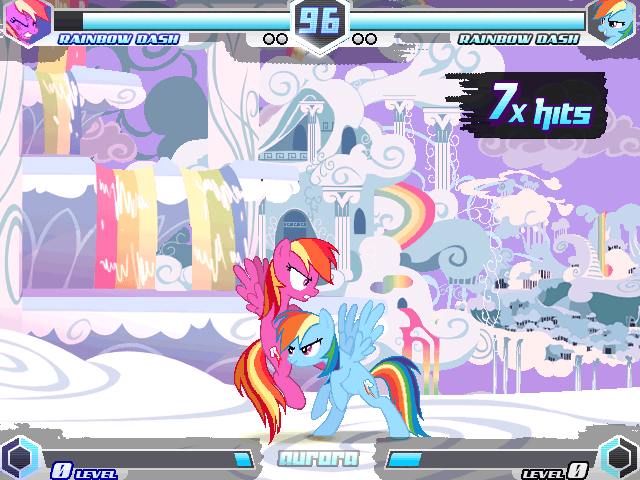 96
RAINBOW DASH
RAINBOW DASH
7x hits
0 LEVEL
aurora
LEVEL 0